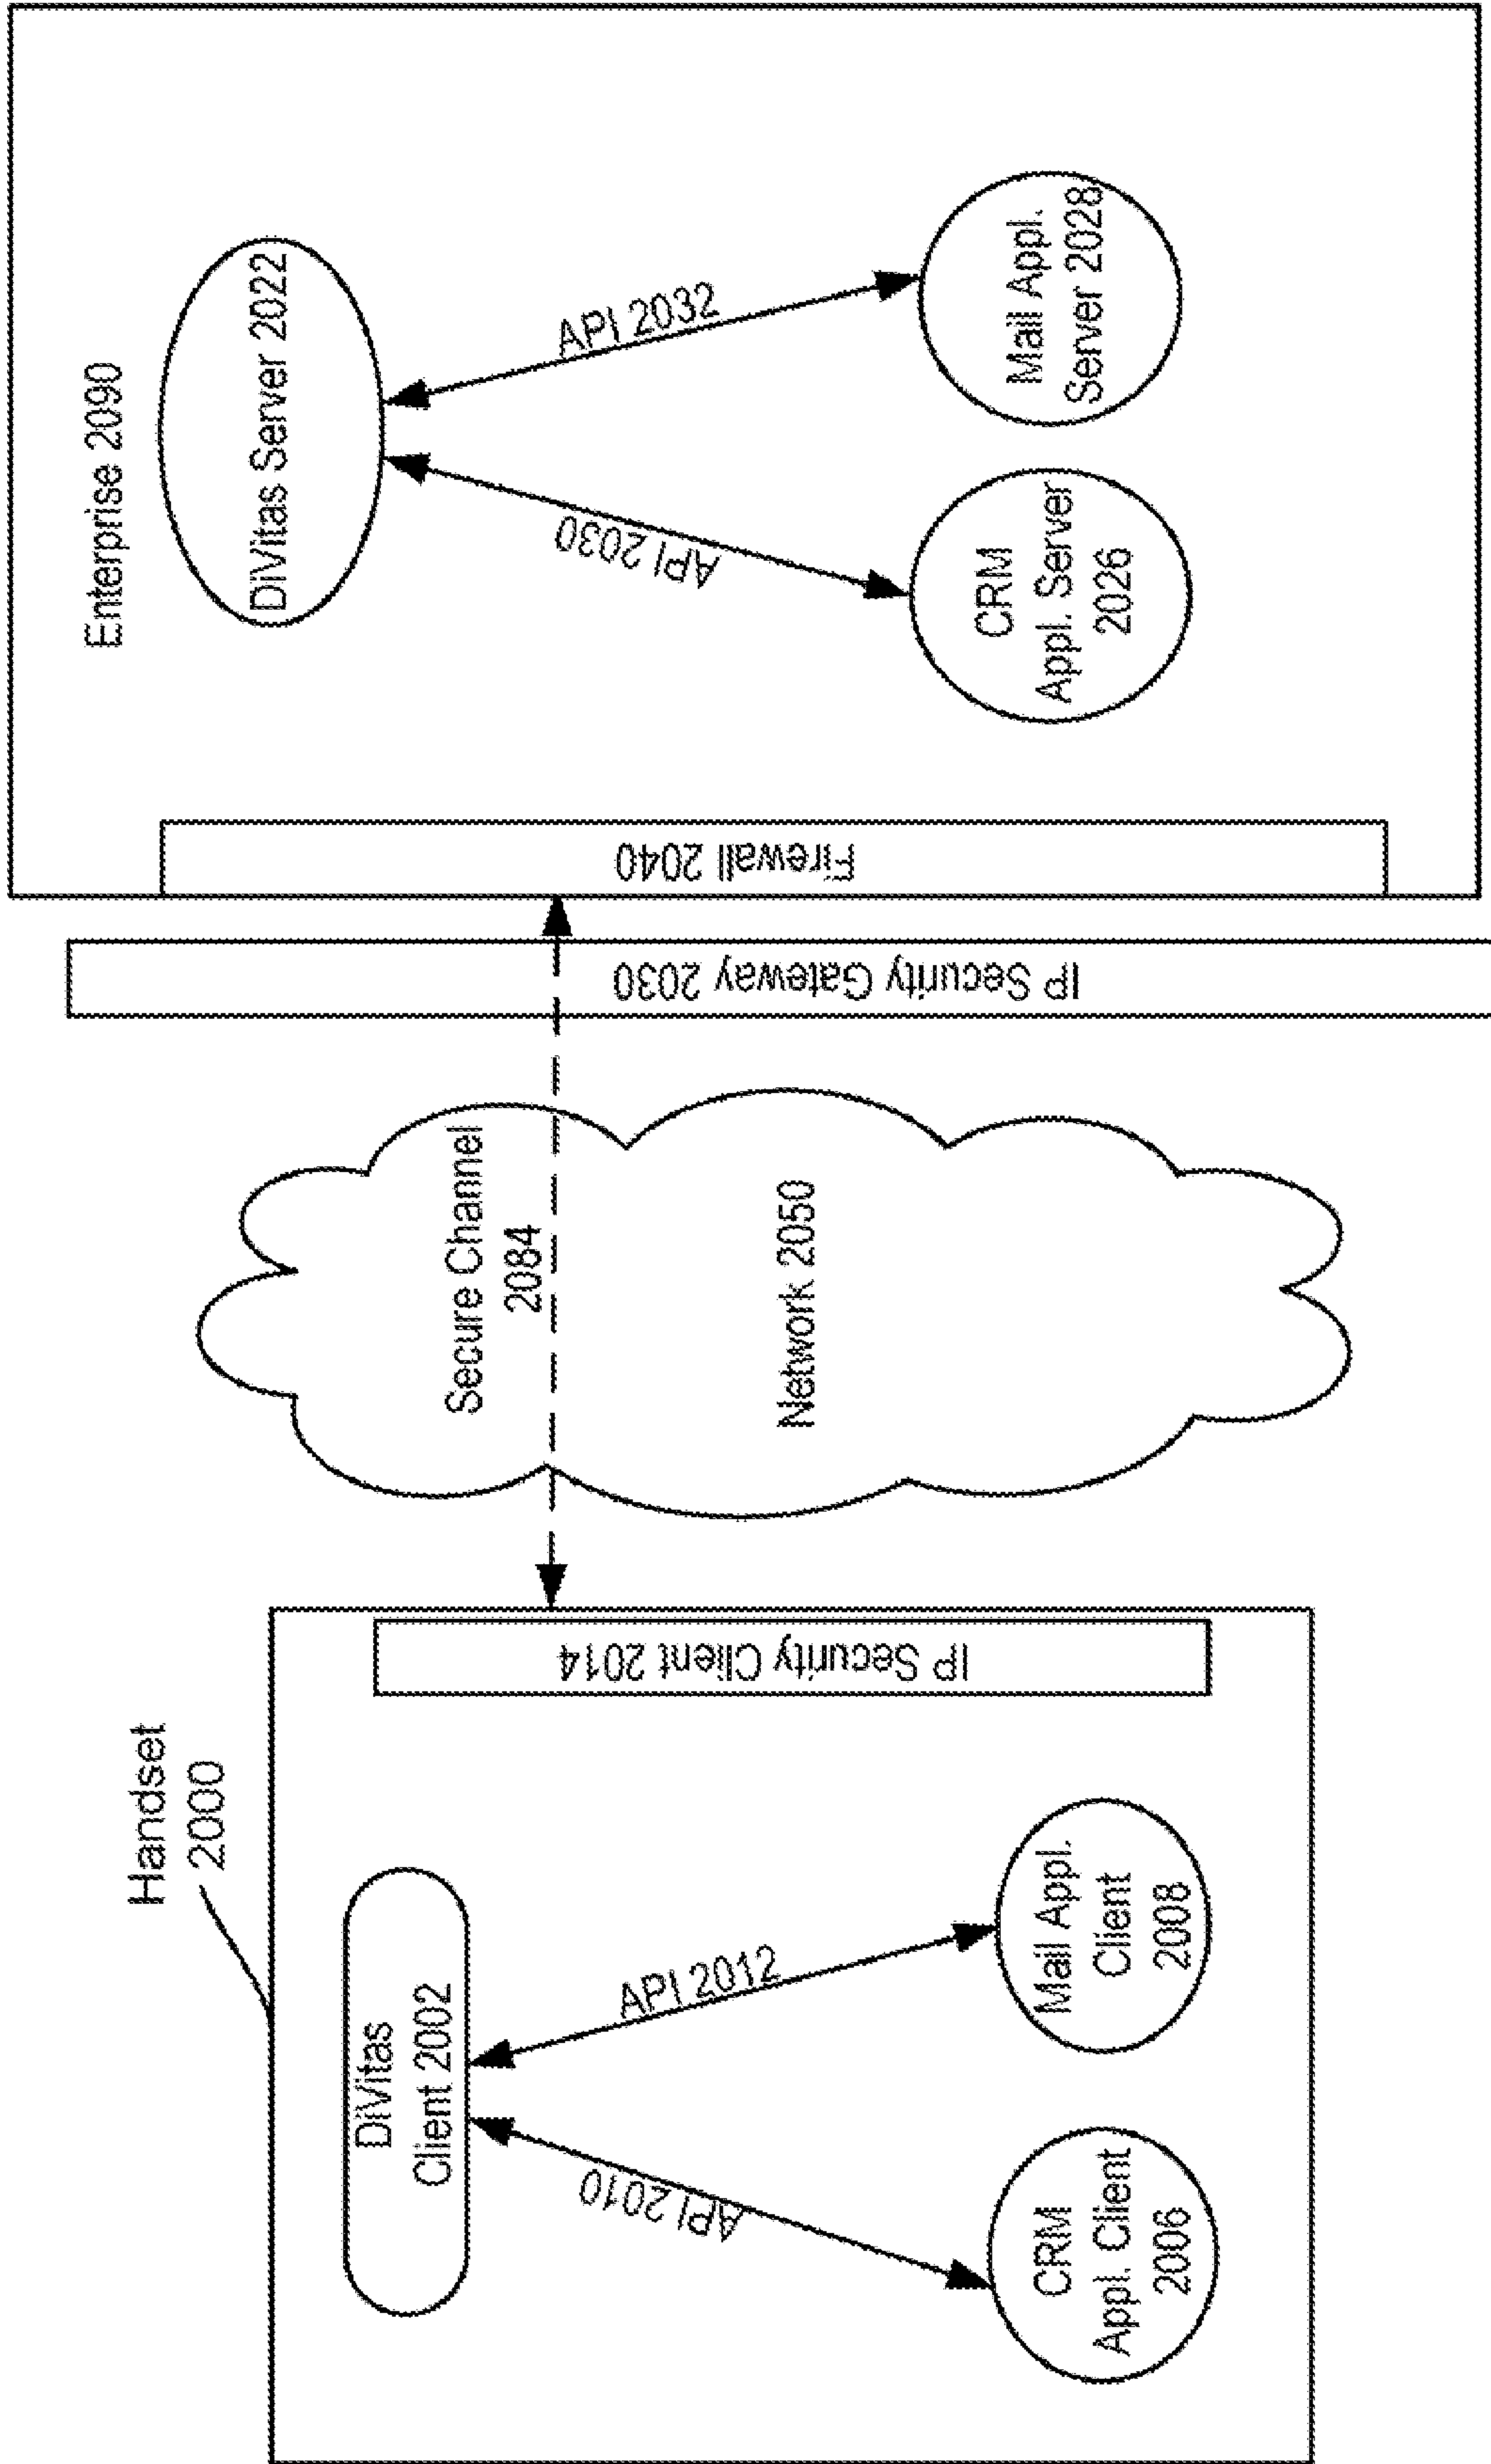 Handset
2000
DiVitas
Client 2002
API 2010
API 2012
CRM
Appl. Client
2006
Mail Appl.
Client
2008
IP Security Client 2014
Secure Channel
2084
Network 2050
IP Security Gateway 2030
Firewall 2040
Enterprise 2090
DiVitas Server 2022
API 2030
API 2032
CRM
Appl. Server
2026
Mail Appl.
Server 2028